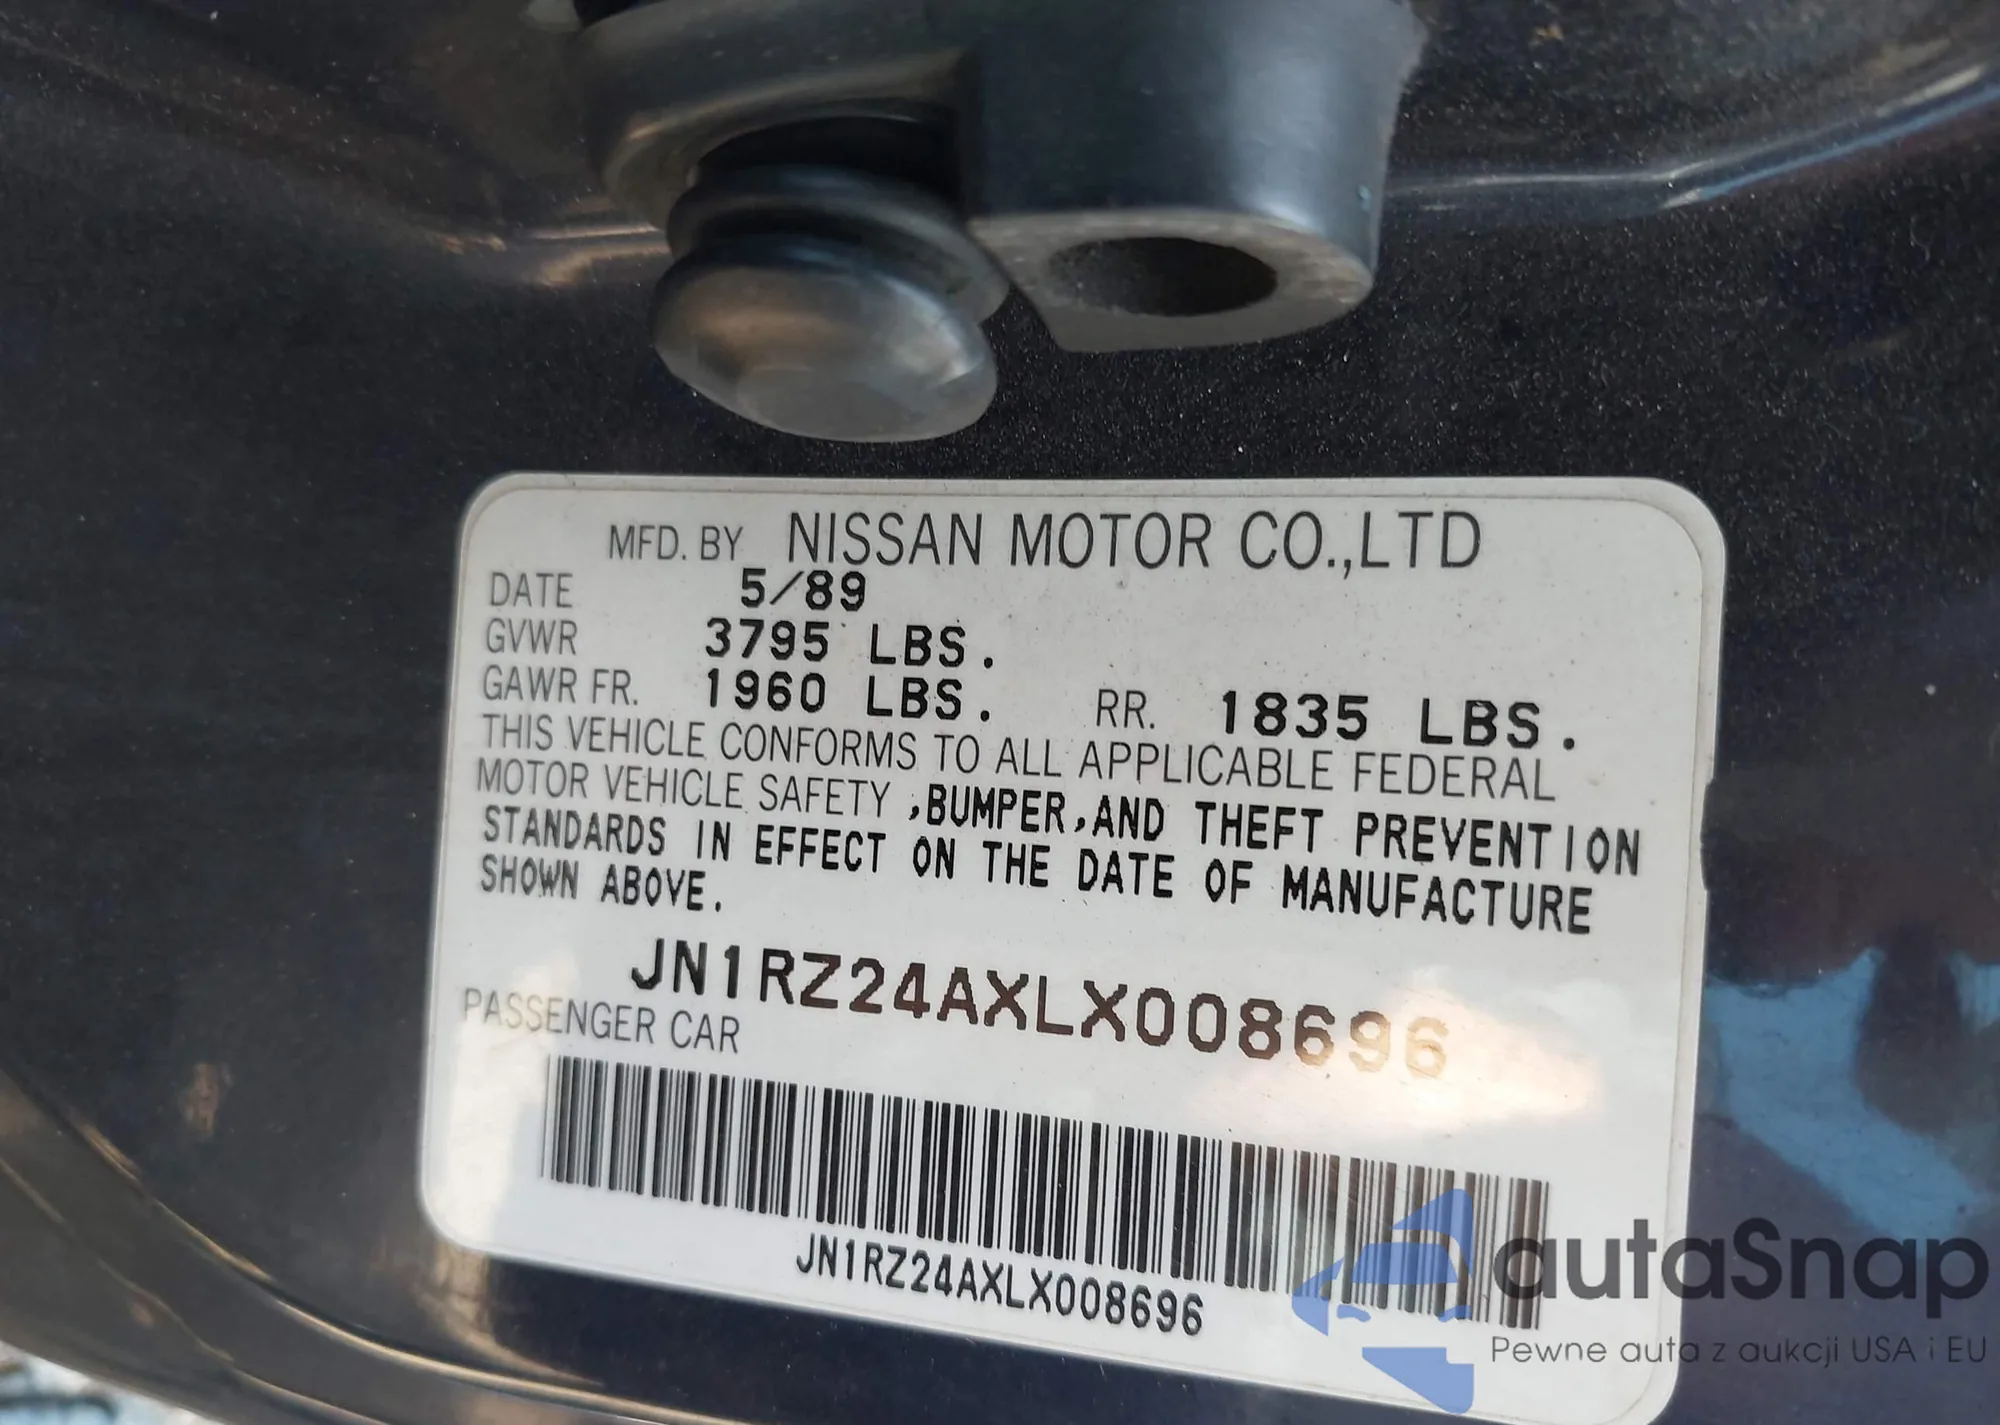 MFD. BY NISSAN MOTOR CO.,LTD
DATE 5/89
GVWR 3795 LBS.
GAWR FR. 1960 LBS. RR. 1835 LBS.
THIS VEHICLE CONFORMS TO ALL APPLICABLE FEDERAL
MOTOR VEHICLE SAFETY ,BUMPER,AND THEFT PREVENTION
STANDARDS IN EFFECT ON THE DATE OF MANUFACTURE
SHOWN ABOVE.
JN1RZ24AXLX008696
PASSENGER CAR
JN1RZ24AXLX008696
autaSnap
Pewne auta z aukcji USA i EU